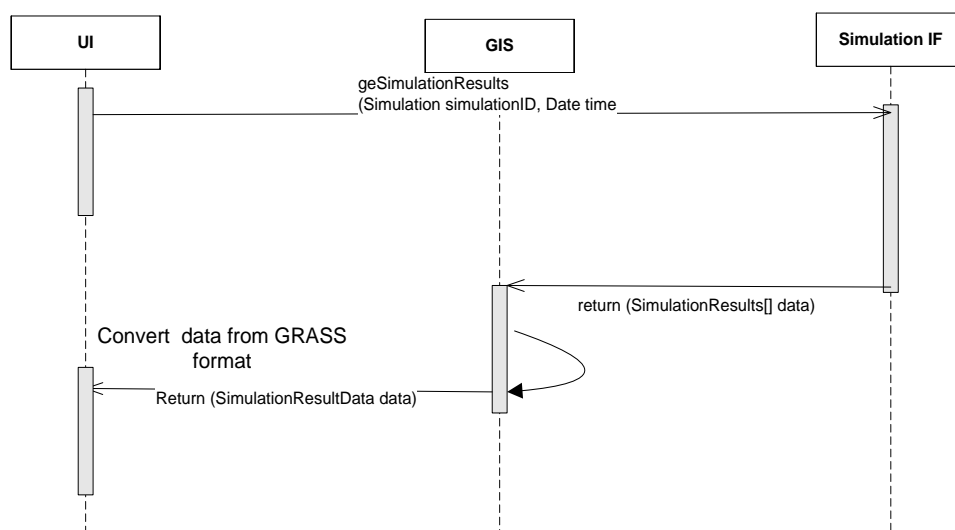 UI
GIS
Simulation IF
geSimulationResults
(Simulation simulationID, Date time
return (SimulationResults[] data)
Convert data from GRASS
format
Return (SimulationResultData data)